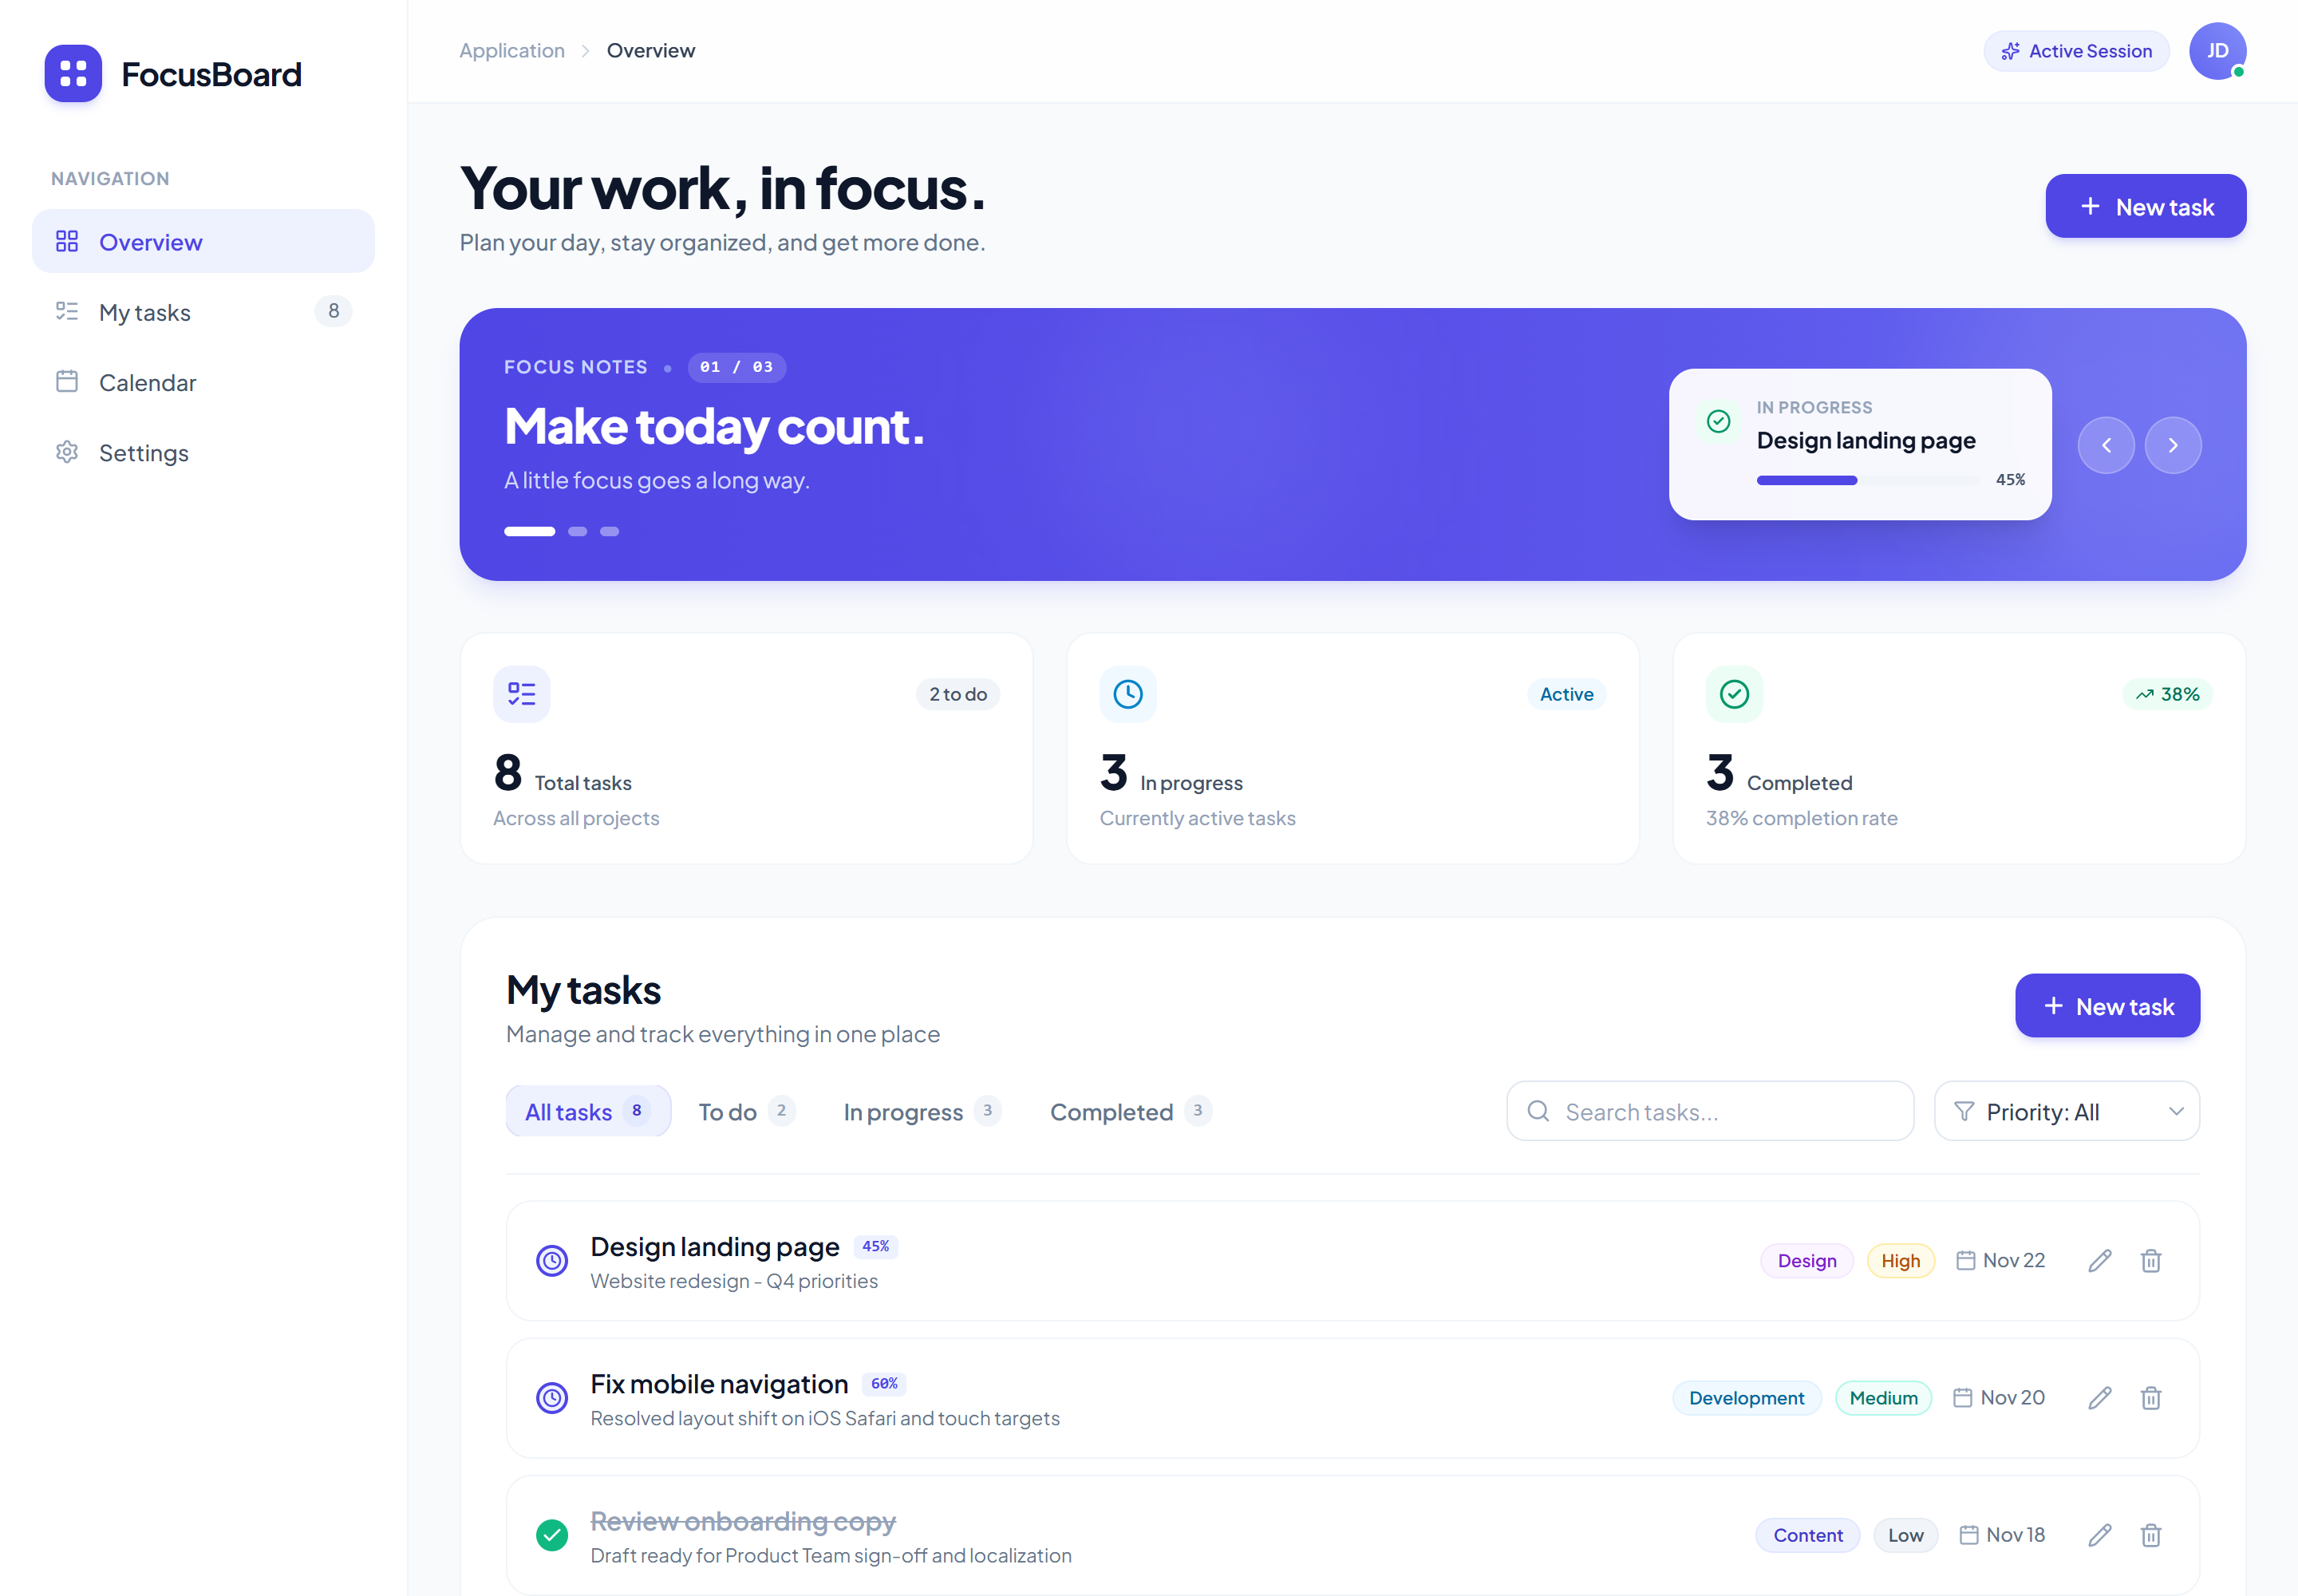 FocusBoard
NAVIGATION
Overview
My tasks 8
Calendar
Settings
Application > Overview
Active Session
JD
Your work, in focus.
Plan your day, stay organized, and get more done.
+ New task
FOCUS NOTES • 01 / 03
Make today count.
A little focus goes a long way.
IN PROGRESS
Design landing page
45%
2 to do
8 Total tasks
Across all projects
Active
3 In progress
Currently active tasks
38%
3 Completed
38% completion rate
My tasks
Manage and track everything in one place
+ New task
All tasks 8 To do 2 In progress 3 Completed 3
Search tasks...
Priority: All
Design landing page 45%
Website redesign - Q4 priorities
Design High Nov 22
Fix mobile navigation 60%
Resolved layout shift on iOS Safari and touch targets
Development Medium Nov 20
Review onboarding copy
Draft ready for Product Team sign-off and localization
Content Low Nov 18